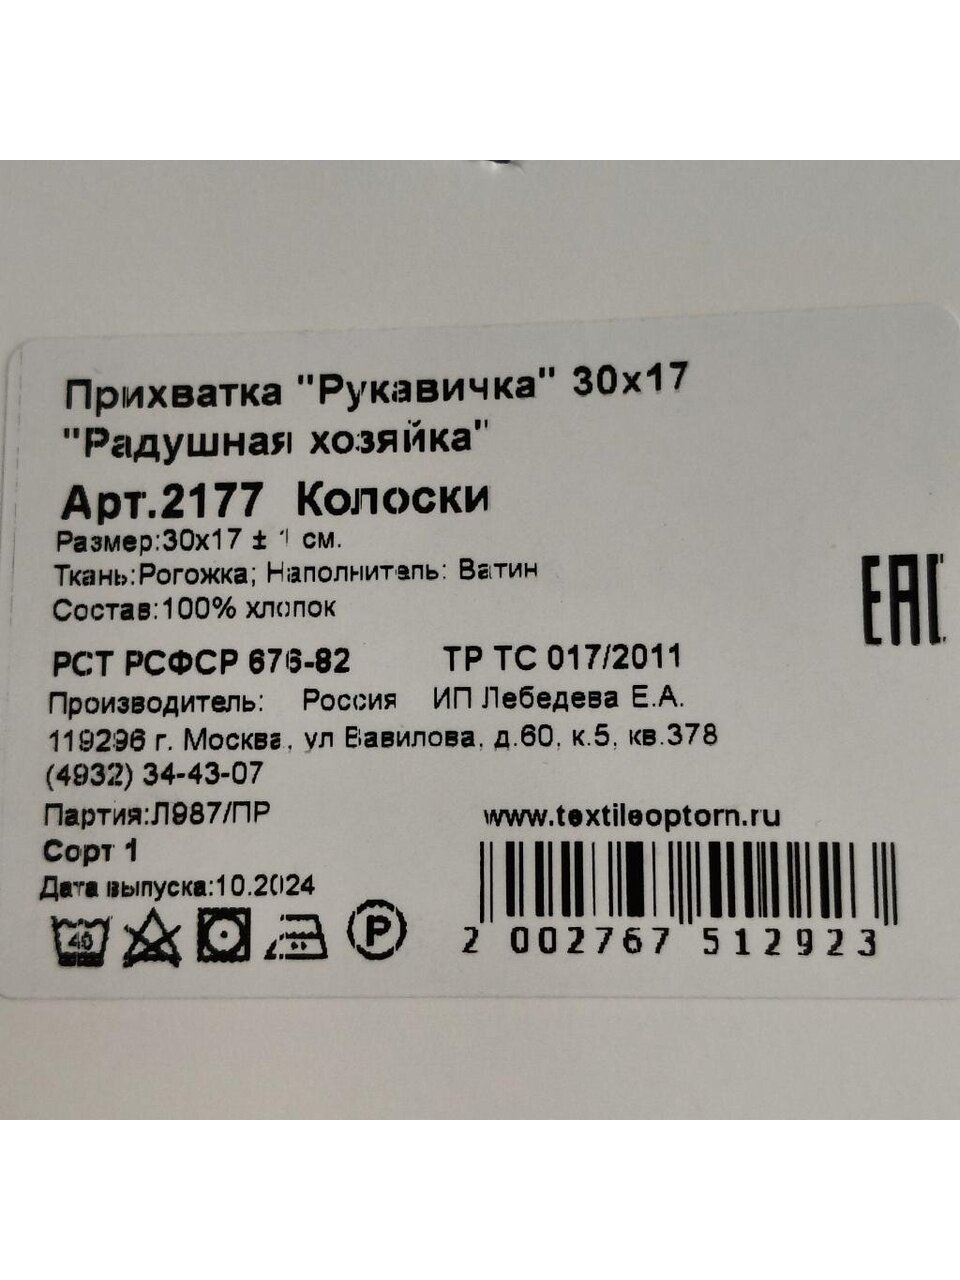 Прихватка "Рукавичка" 30х17
"Радушная хозяйка"
Арт.2177 Колоски
Размер:30х17 ± 1 см.
Ткань:Рогожка; Наполнитель: Ватин
Состав:100% хлопок
EAC
РСТ РСФСР 676-82 ТР ТС 017/2011
Производитель: Россия ИП Лебедева Е.А.
119296 г. Москва, ул Вавилова, д.60, к.5, кв.378
(4932) 34-43-07
Партия:Л987/ПР www.textileoptorn.ru
Сорт 1
Дата выпуска:10.2024
40 P
2 002767 512923